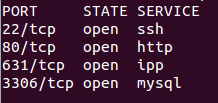 PORT STATE SERVICE
22/tcp open ssh
80/tcp open http
631/tcp open ipp
3306/tcp open mysql